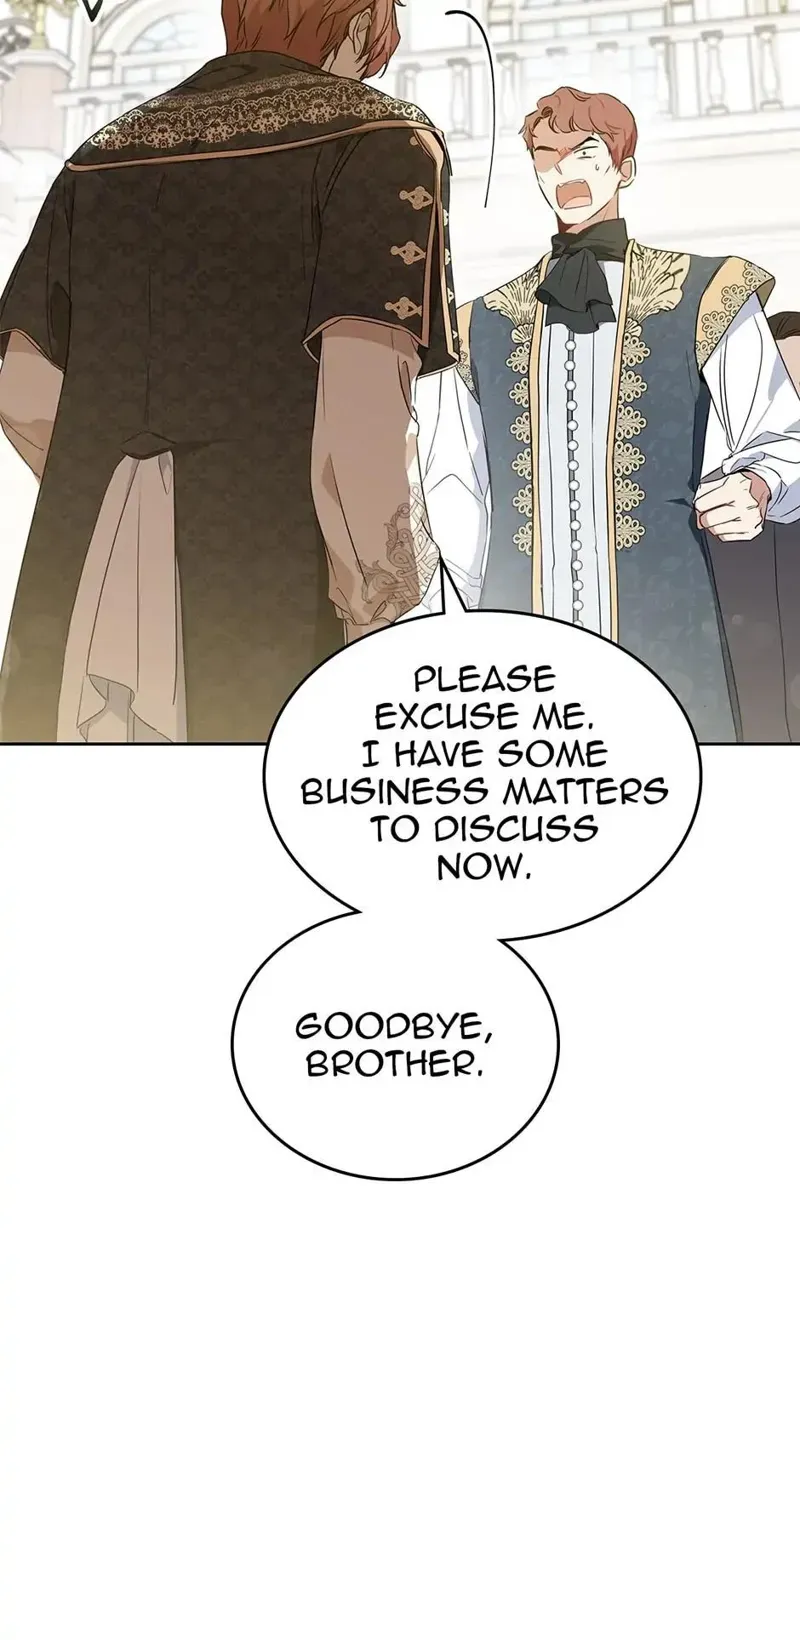 PLEASE
EXCUSE ME.
I HAVE SOME
BUSINESS MATTERS
TO DISCUSS
NOW.
GOODBYE,
BROTHER.